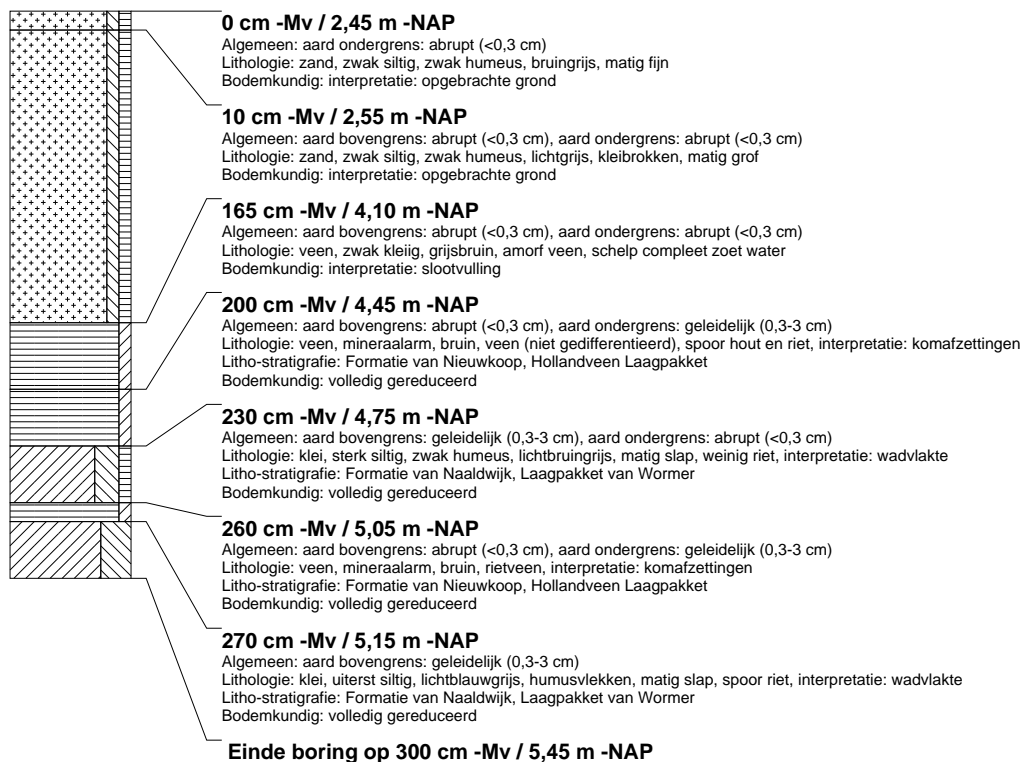 0 cm -Mv / 2,45 m -NAP
Algemeen: aard ondergrens: abrupt (<0,3 cm)
Lithologie: zand, zwak siltig, zwak humeus, bruingrijs, matig fijn
Bodemkundig: interpretatie: opgebrachte grond
10 cm -Mv / 2,55 m -NAP
Algemeen: aard bovengrens: abrupt (<0,3 cm), aard ondergrens: abrupt (<0,3 cm)
Lithologie: zand, zwak siltig, zwak humeus, lichtgrijs, kleibrokken, matig grof
Bodemkundig: interpretatie: opgebrachte grond
165 cm -Mv / 4,10 m -NAP
Algemeen: aard bovengrens: abrupt (<0,3 cm), aard ondergrens: abrupt (<0,3 cm)
Lithologie: veen, zwak kleiig, grijsbruin, amorf veen, schelp compleet zoet water
Bodemkundig: interpretatie: slootvulling
200 cm -Mv / 4,45 m -NAP
Algemeen: aard bovengrens: abrupt (<0,3 cm), aard ondergrens: geleidelijk (0,3-3 cm)
Lithologie: veen, mineraalarm, bruin, veen (niet gedifferentieerd), spoor hout en riet, interpretatie: komafzettingen
Litho-stratigrafie: Formatie van Nieuwkoop, Hollandveen Laagpakket
Bodemkundig: volledig gereduceerd
230 cm -Mv / 4,75 m -NAP
Algemeen: aard bovengrens: geleidelijk (0,3-3 cm), aard ondergrens: abrupt (<0,3 cm)
Lithologie: klei, sterk siltig, zwak humeus, lichtbruingrijs, matig slap, weinig riet, interpretatie: wadvlakte
Litho-stratigrafie: Formatie van Naaldwijk, Laagpakket van Wormer
Bodemkundig: volledig gereduceerd
260 cm -Mv / 5,05 m -NAP
Algemeen: aard bovengrens: abrupt (<0,3 cm), aard ondergrens: geleidelijk (0,3-3 cm)
Lithologie: veen, mineraalarm, bruin, rietveen, interpretatie: komafzettingen
Litho-stratigrafie: Formatie van Nieuwkoop, Hollandveen Laagpakket
Bodemkundig: volledig gereduceerd
270 cm -Mv / 5,15 m -NAP
Algemeen: aard bovengrens: geleidelijk (0,3-3 cm)
Lithologie: klei, uiterst siltig, lichtblauwgrijs, humusvlekken, matig slap, spoor riet, interpretatie: wadvlakte
Litho-stratigrafie: Formatie van Naaldwijk, Laagpakket van Wormer
Bodemkundig: volledig gereduceerd
Einde boring op 300 cm -Mv / 5,45 m -NAP